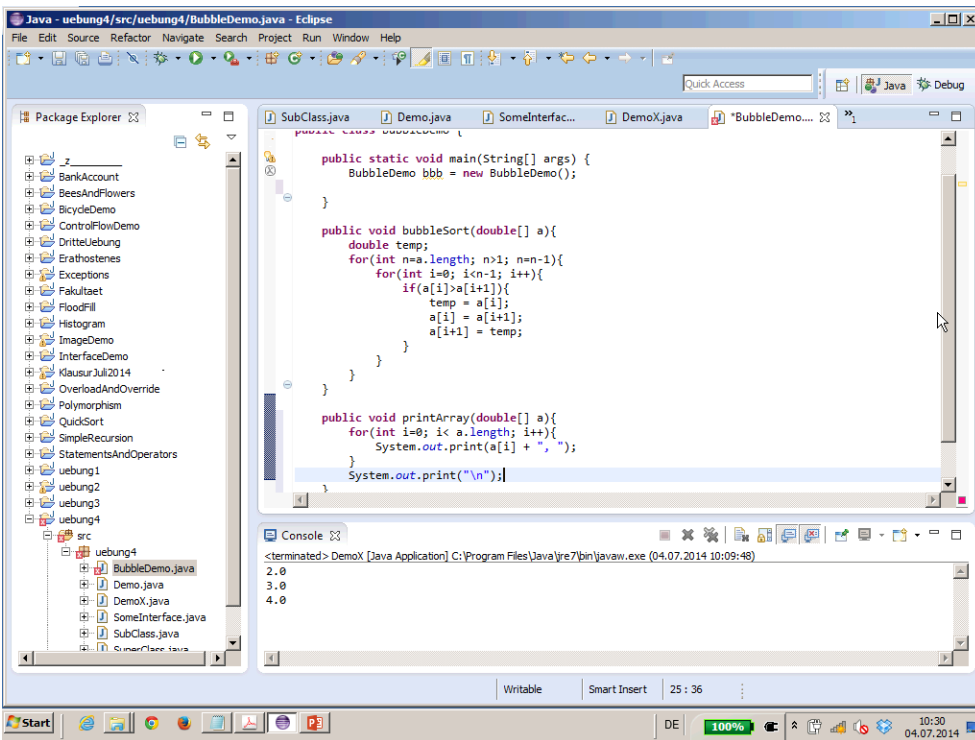 Java - uebung4/src/uebung4/BubbleDemo.java - Eclipse
File Edit Source Refactor Navigate Search Project Run Window Help
Quick Access
Java
Debug
Package Explorer
_z_________
BankAccount
BeesAndFlowers
BicycleDemo
ControlFlowDemo
DritteUebung
Erathostenes
Exceptions
Fakultaet
FloodFill
Histogram
ImageDemo
InterfaceDemo
KlausurJuli2014
OverloadAndOverride
Polymorphism
QuickSort
SimpleRecursion
StatementsAndOperators
uebung1
uebung2
uebung3
uebung4
src
uebung4
BubbleDemo.java
Demo.java
DemoX.java
SomeInterface.java
SubClass.java
SuperClass.java
SubClass.java
Demo.java
SomeInterfac...
DemoX.java
*BubbleDemo....
»1
public class BubbleDemo {
public static void main(String[] args) {
BubbleDemo bbb = new BubbleDemo();
}
public void bubbleSort(double[] a){
double temp;
for(int n=a.length; n>1; n=n-1){
for(int i=0; i<n-1; i++){
if(a[i]>a[i+1]){
temp = a[i];
a[i] = a[i+1];
a[i+1] = temp;
}
}
}
}
public void printArray(double[] a){
for(int i=0; i< a.length; i++){
System.out.print(a[i] + ", ");
}
System.out.print("\n");
}
Console
<terminated> DemoX [Java Application] C:\Program Files\Java\jre7\bin\javaw.exe (04.07.2014 10:09:48)
2.0
3.0
4.0
Writable
Smart Insert
25 : 36
Start
DE
100%
10:30
04.07.2014